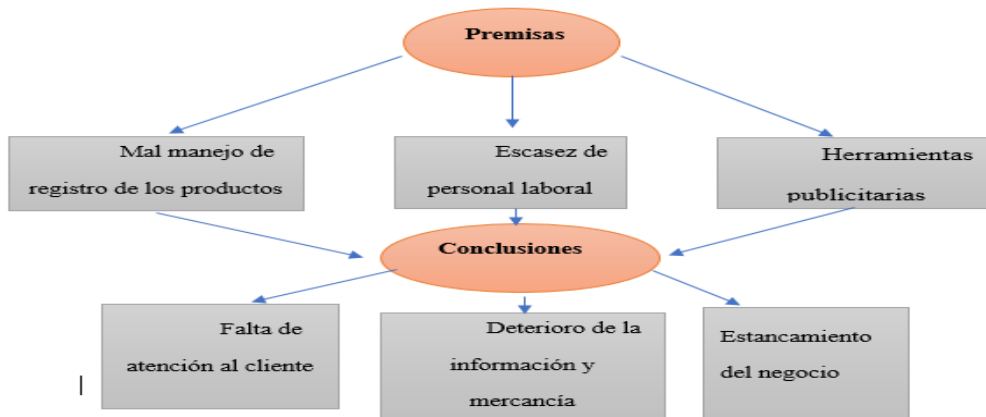 Premisas
Mal manejo de
registro de los productos
Escasez de
personal laboral
Herramientas
publicitarias
Conclusiones
Falta de
atención al cliente
Deterioro de la
información y
mercancía
Estancamiento
del negocio